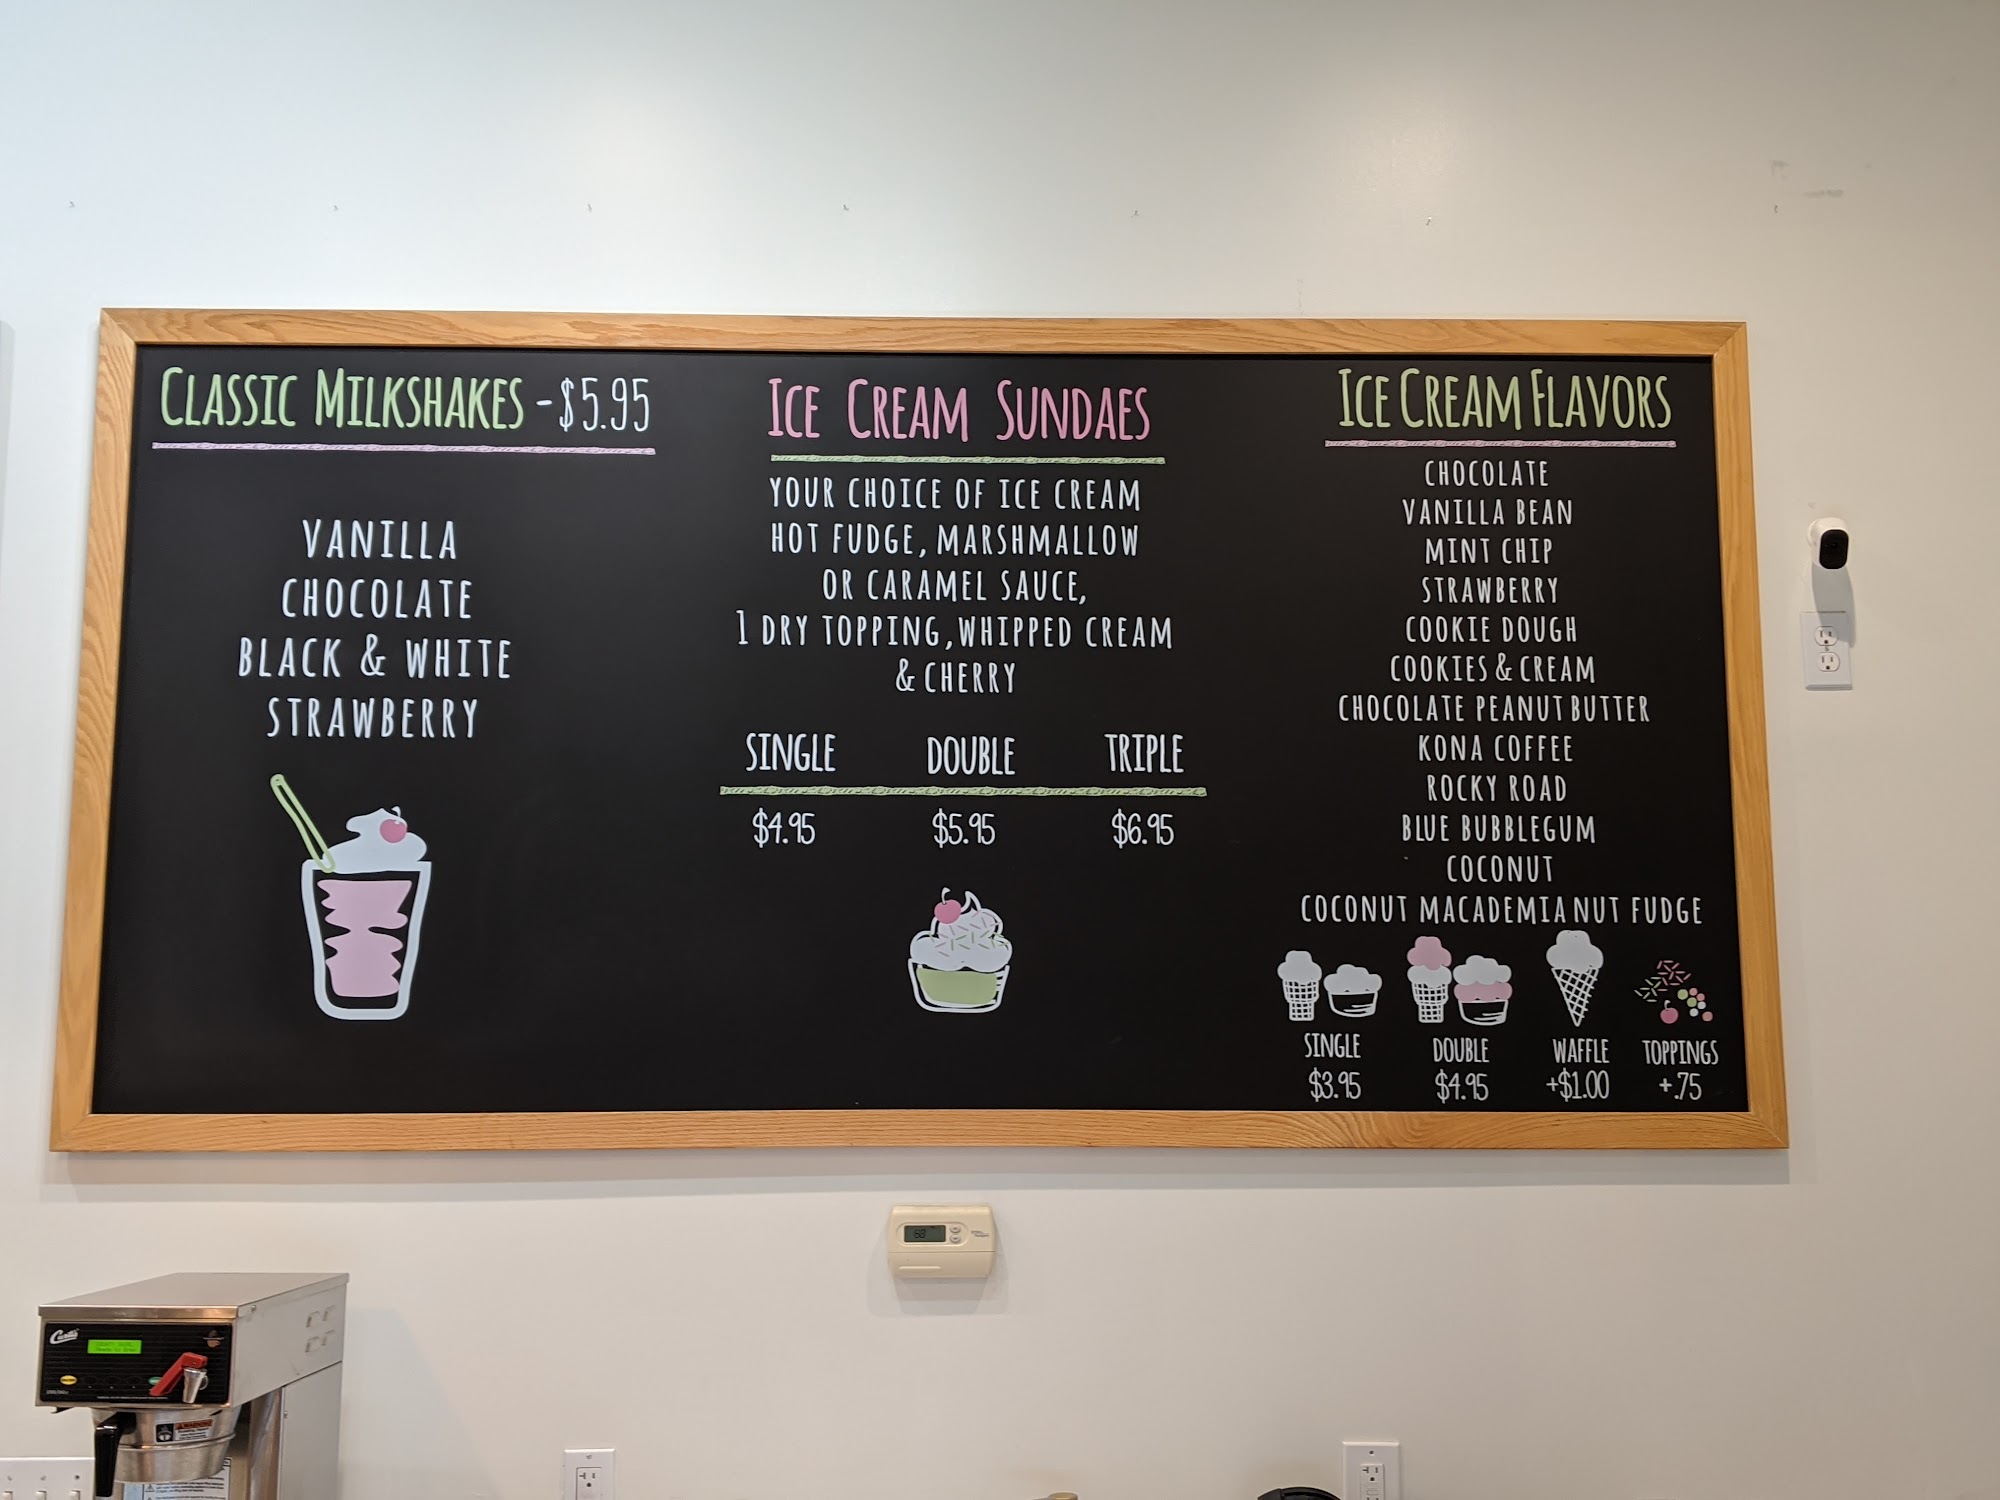 CLASSIC MILKSHAKES -$5.95
VANILLA
CHOCOLATE
BLACK & WHITE
STRAWBERRY
ICE CREAM SUNDAES
YOUR CHOICE OF ICE CREAM
HOT FUDGE, MARSHMALLOW
OR CARAMEL SAUCE,
1 DRY TOPPING, WHIPPED CREAM
& CHERRY
SINGLE DOUBLE TRIPLE
$4.95 $5.95 $6.95
ICE CREAM FLAVORS
CHOCOLATE
VANILLA BEAN
MINT CHIP
STRAWBERRY
COOKIE DOUGH
COOKIES & CREAM
CHOCOLATE PEANUT BUTTER
KONA COFFEE
ROCKY ROAD
BLUE BUBBLEGUM
COCONUT
COCONUT MACADEMIA NUT FUDGE
SINGLE DOUBLE WAFFLE TOPPINGS
$3.95 $4.95 +$1.00 +.75
68
Curtis
WARNING